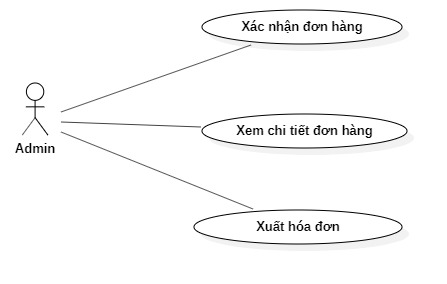 Xác nhận đơn hàng
Admin
Xem chi tiết đơn hàng
Xuất hóa đơn